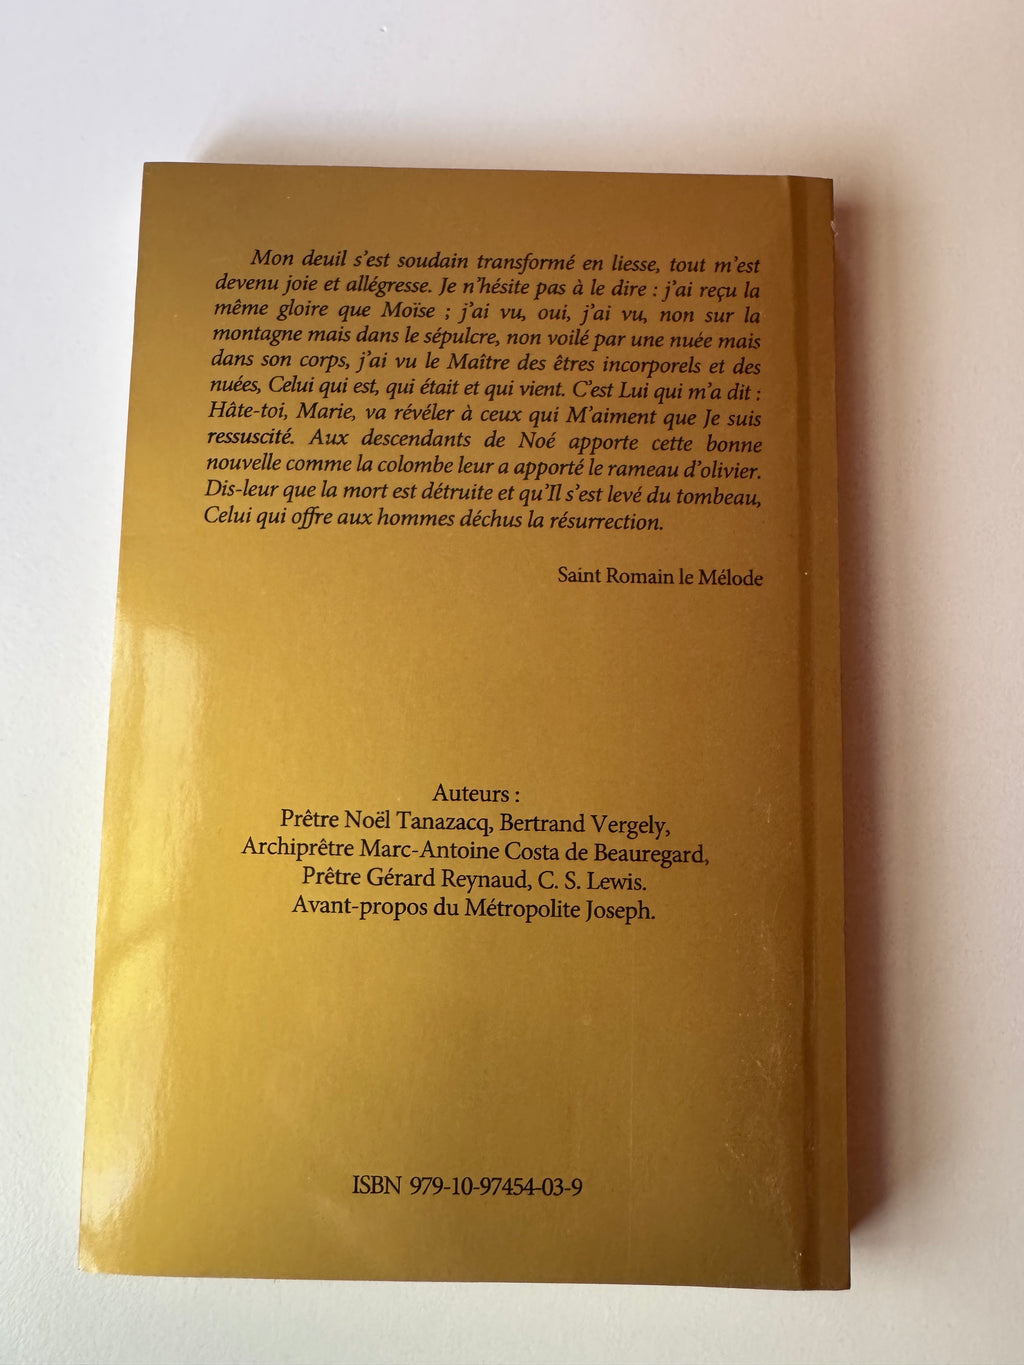 Mon deuil s'est soudain transformé en liesse, tout m'est
devenu joie et allégresse. Je n'hésite pas à le dire : j'ai reçu la
même gloire que Moïse ; j'ai vu, oui, j'ai vu, non sur la
montagne mais dans le sépulcre, non voilé par une nuée mais
dans son corps, j'ai vu le Maître des êtres incorporels et des
nuées, Celui qui est, qui était et qui vient. C'est Lui qui m'a dit :
Hâte-toi, Marie, va révéler à ceux qui M'aiment que Je suis
ressuscité. Aux descendants de Noé apporte cette bonne
nouvelle comme la colombe leur a apporté le rameau d'olivier.
Dis-leur que la mort est détruite et qu'Il s'est levé du tombeau,
Celui qui offre aux hommes déchus la résurrection.
Saint Romain le Mélode
Auteurs :
Prêtre Noël Tanazacq, Bertrand Vergely,
Archiprêtre Marc-Antoine Costa de Beauregard,
Prêtre Gérard Reynaud, C. S. Lewis.
Avant-propos du Métropolite Joseph.
ISBN 979-10-97454-03-9